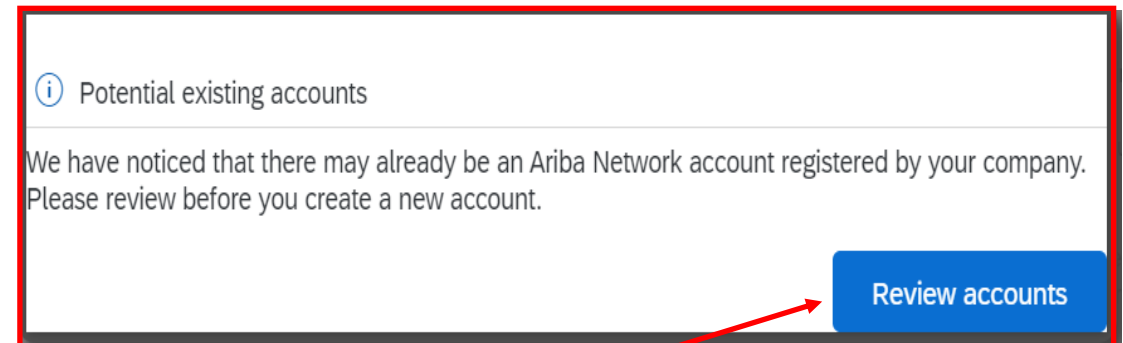 Potential existing accounts
We have noticed that there may already be an Ariba Network account registered by your company.
Please review before you create a new account.
Review accounts